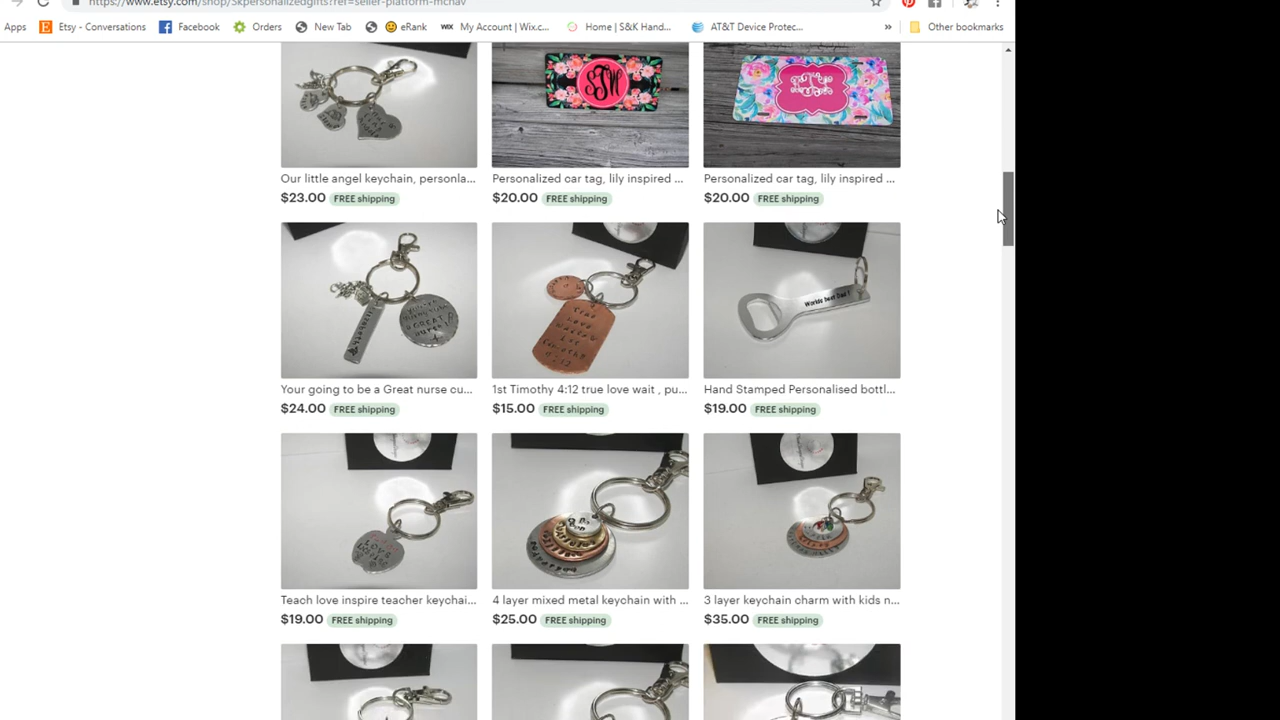 https://www.etsy.com/shop/Skpersonalizedgifts?ref=seller-platform-mcnav
Apps Etsy - Conversations Facebook Orders New Tab eRank WIX My Account | Wix.c... Home | S&K Hand... AT&T Device Protec... » Other bookmarks
STW
Our little angel keychain, personla... Personalized car tag, lily inspired ... Personalized car tag, lily inspired ...
$23.00 FREE shipping $20.00 FREE shipping $20.00 FREE shipping
Worlds best Dad !
Your going to be a Great nurse cu... 1st Timothy 4:12 true love wait , pu... Hand Stamped Personalised bottl...
$24.00 FREE shipping $15.00 FREE shipping $19.00 FREE shipping
Teach love inspire teacher keychai... 4 layer mixed metal keychain with ... 3 layer keychain charm with kids n...
$19.00 FREE shipping $25.00 FREE shipping $35.00 FREE shipping